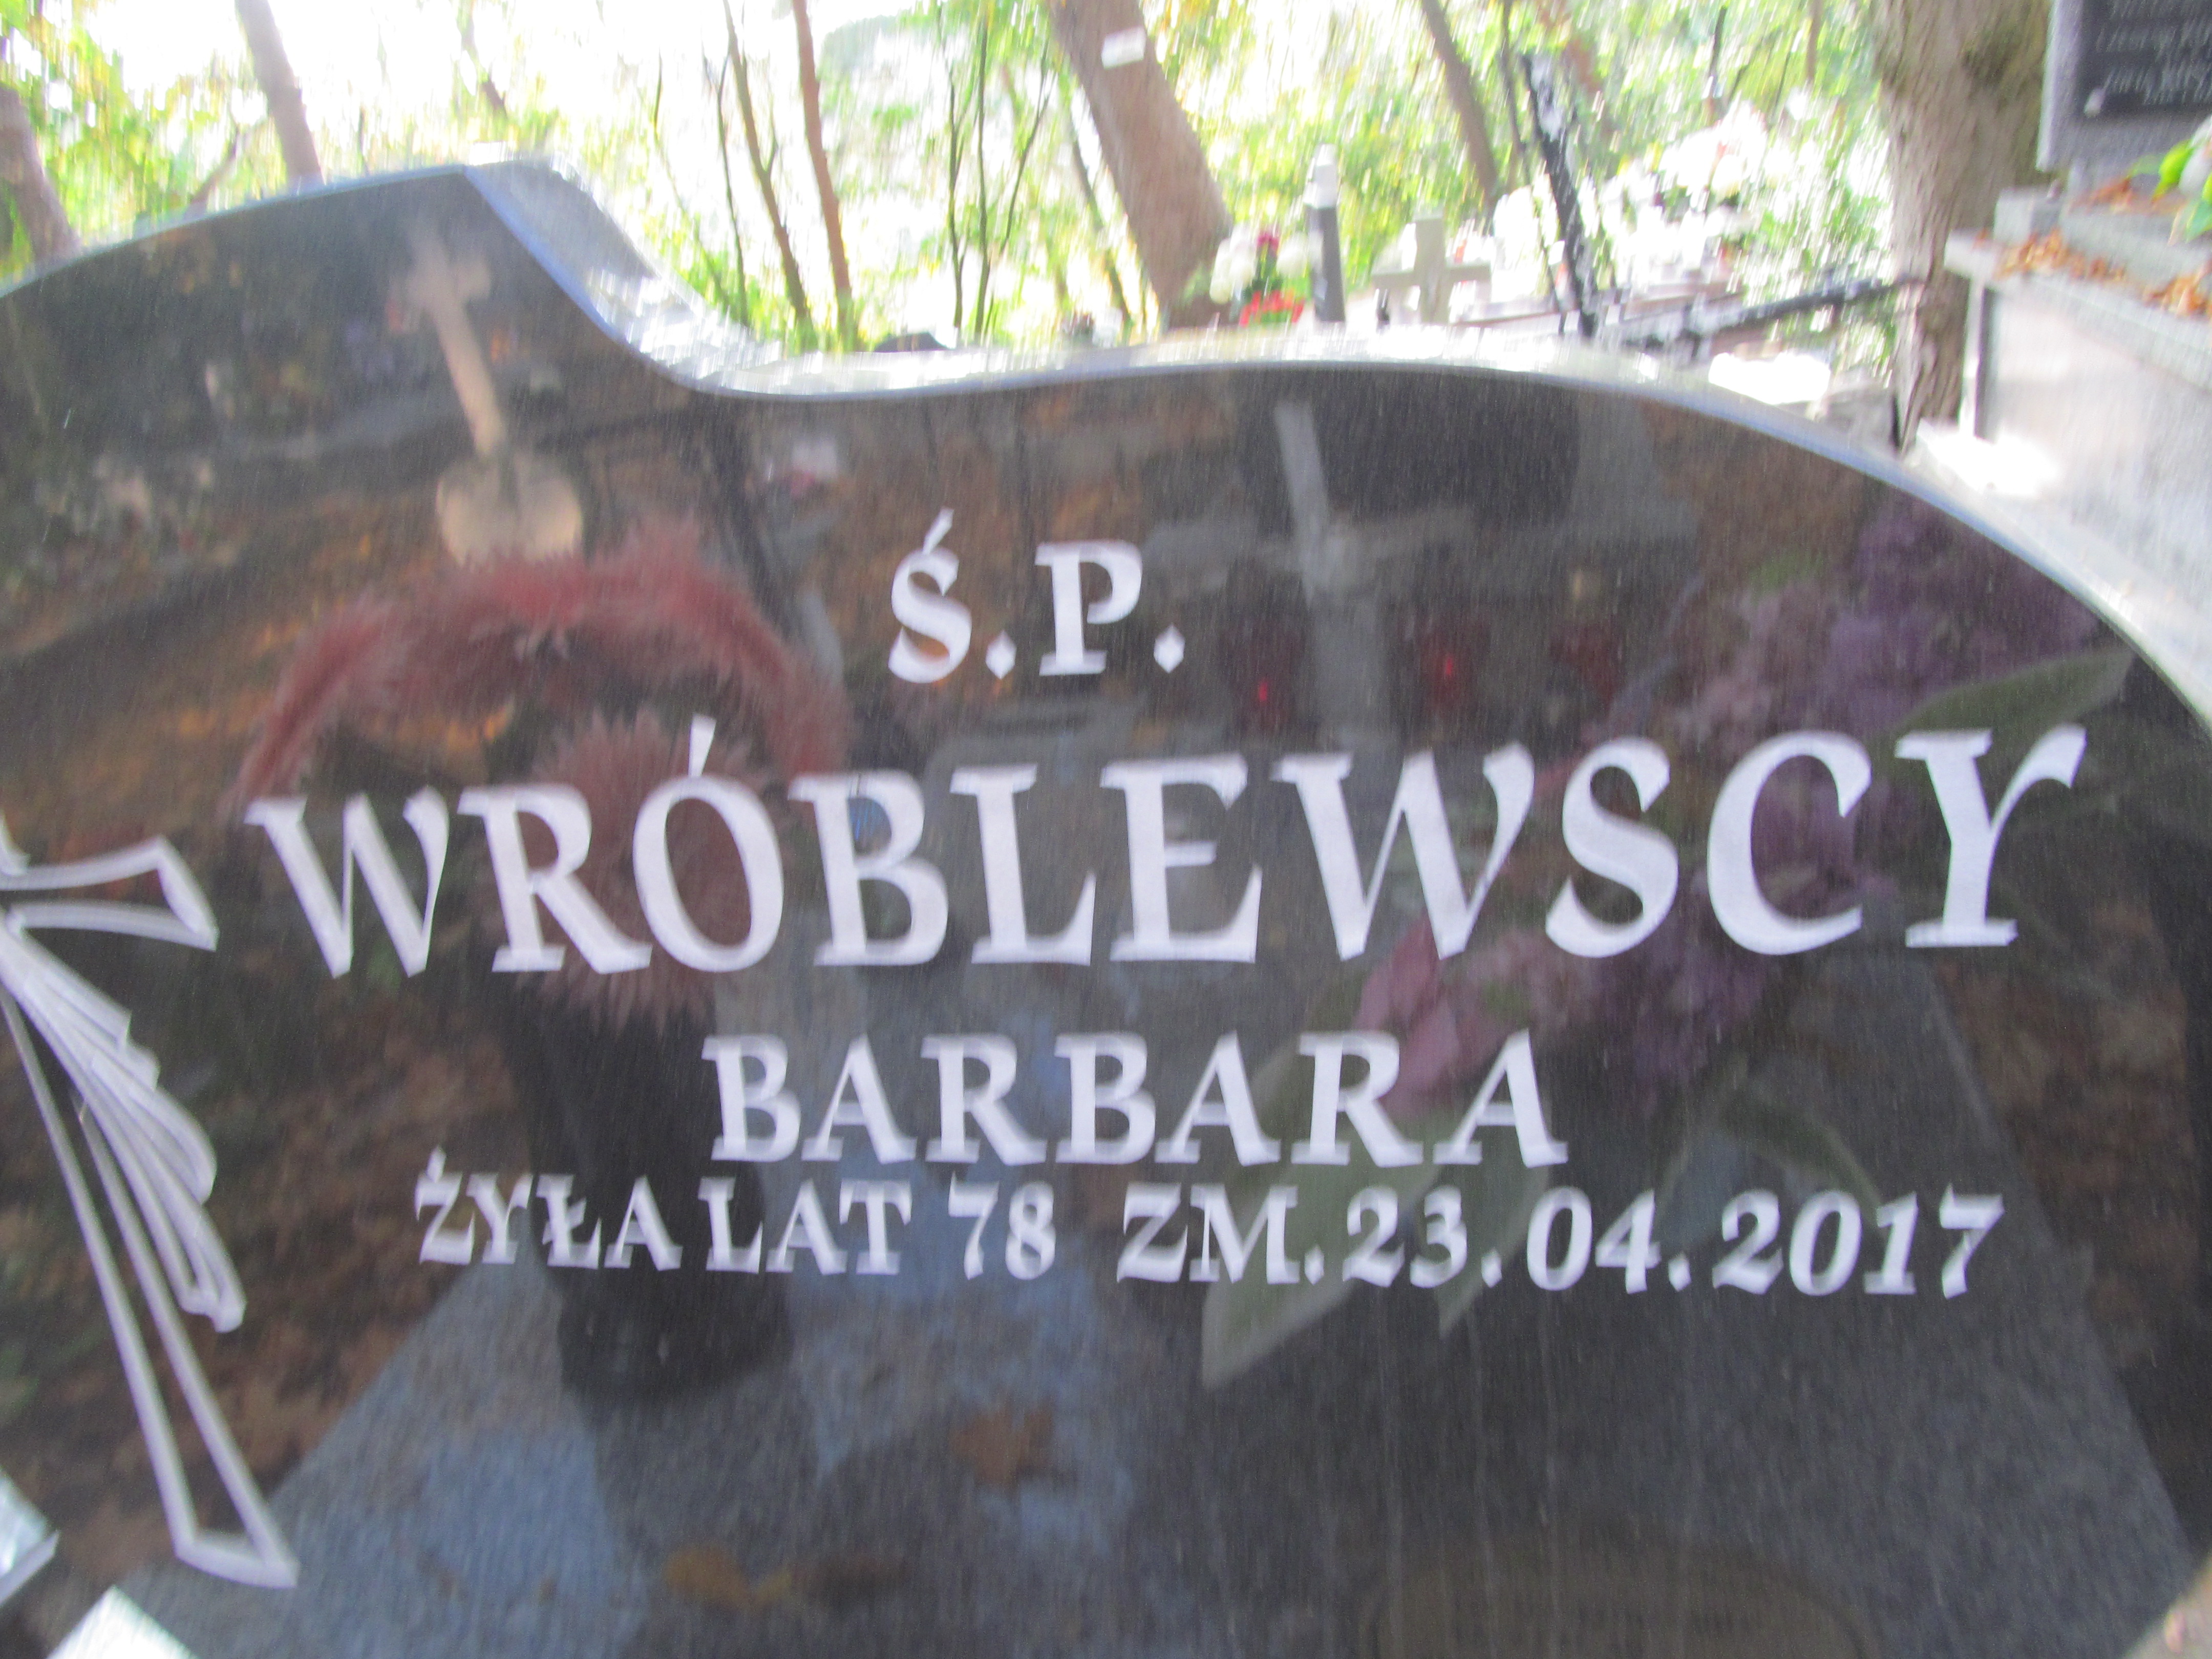 Ś.P.
WRÓBLEWSCY
BARBARA
ŻYŁA LAT 78 ZM. 23.04.2017